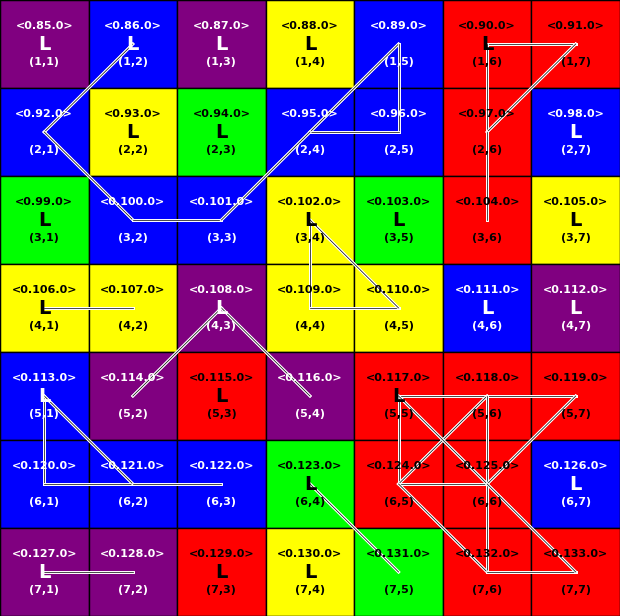 <0.85.0> <0.86.0> <0.87.0> <0.88.0> <0.89.0> <0.90.0> <0.91.0>
L L L L L
(1,1) (1,2) (1,3) (1,4) (1,5) (1,6) (1,7)
<0.92.0> <0.93.0> <0.94.0> <0.95.0> <0.96.0> <0.97.0> <0.98.0>
L L L
(2,1) (2,2) (2,3) (2,4) (2,5) (2,6) (2,7)
<0.99.0> <0.100.0> <0.101.0> <0.102.0> <0.103.0> <0.104.0> <0.105.0>
L L L L
(3,1) (3,2) (3,3) (3,4) (3,5) (3,6) (3,7)
<0.106.0> <0.107.0> <0.108.0> <0.109.0> <0.110.0> <0.111.0> <0.112.0>
L L L L
(4,1) (4,2) (4,3) (4,4) (4,5) (4,6) (4,7)
<0.113.0> <0.114.0> <0.115.0> <0.116.0> <0.117.0> <0.118.0> <0.119.0>
L L L
(5,1) (5,2) (5,3) (5,4) (5,5) (5,6) (5,7)
<0.120.0> <0.121.0> <0.122.0> <0.123.0> <0.124.0> <0.125.0> <0.126.0>
L L
(6,1) (6,2) (6,3) (6,4) (6,5) (6,6) (6,7)
<0.127.0> <0.128.0> <0.129.0> <0.130.0> <0.131.0> <0.132.0> <0.133.0>
L L L
(7,1) (7,2) (7,3) (7,4) (7,5) (7,6) (7,7)